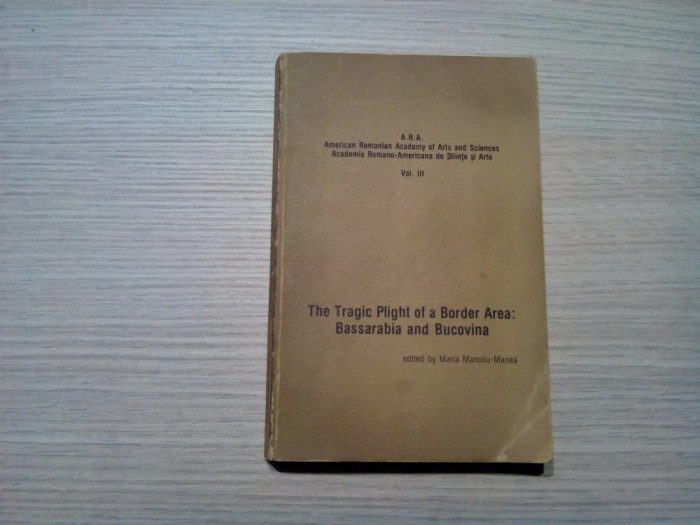 A.R.A.
American Romanian Academy of Arts and Sciences
Academia Romano-Americana de Ştiinţe şi Arte
Vol. III
The Tragic Plight of a Border Area:
Bassarabia and Bucovina
edited by Maria Manoliu-Manea